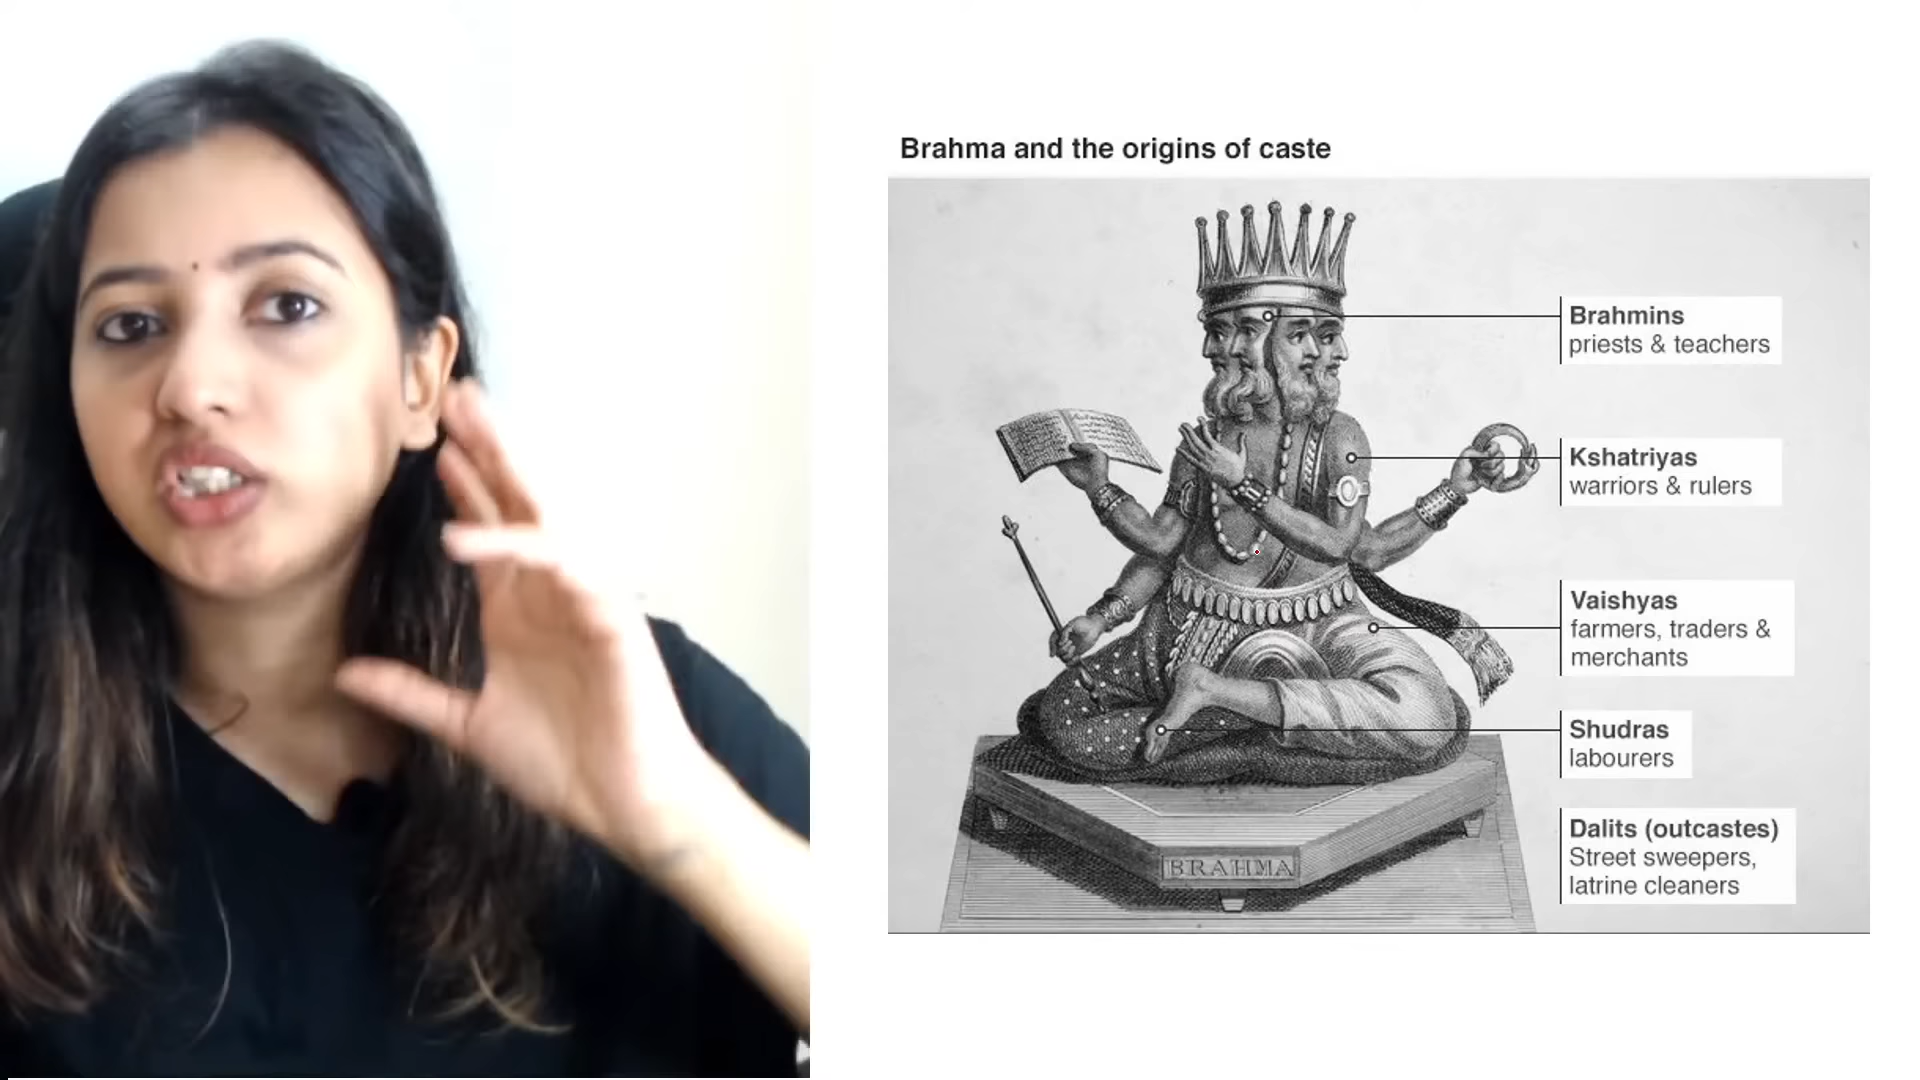 Brahma and the origins of caste
Brahmins
priests & teachers
Kshatriyas
warriors & rulers
Vaishyas
farmers, traders &
merchants
Shudras
labourers
Dalits (outcastes)
Street sweepers,
latrine cleaners
BRAHMA